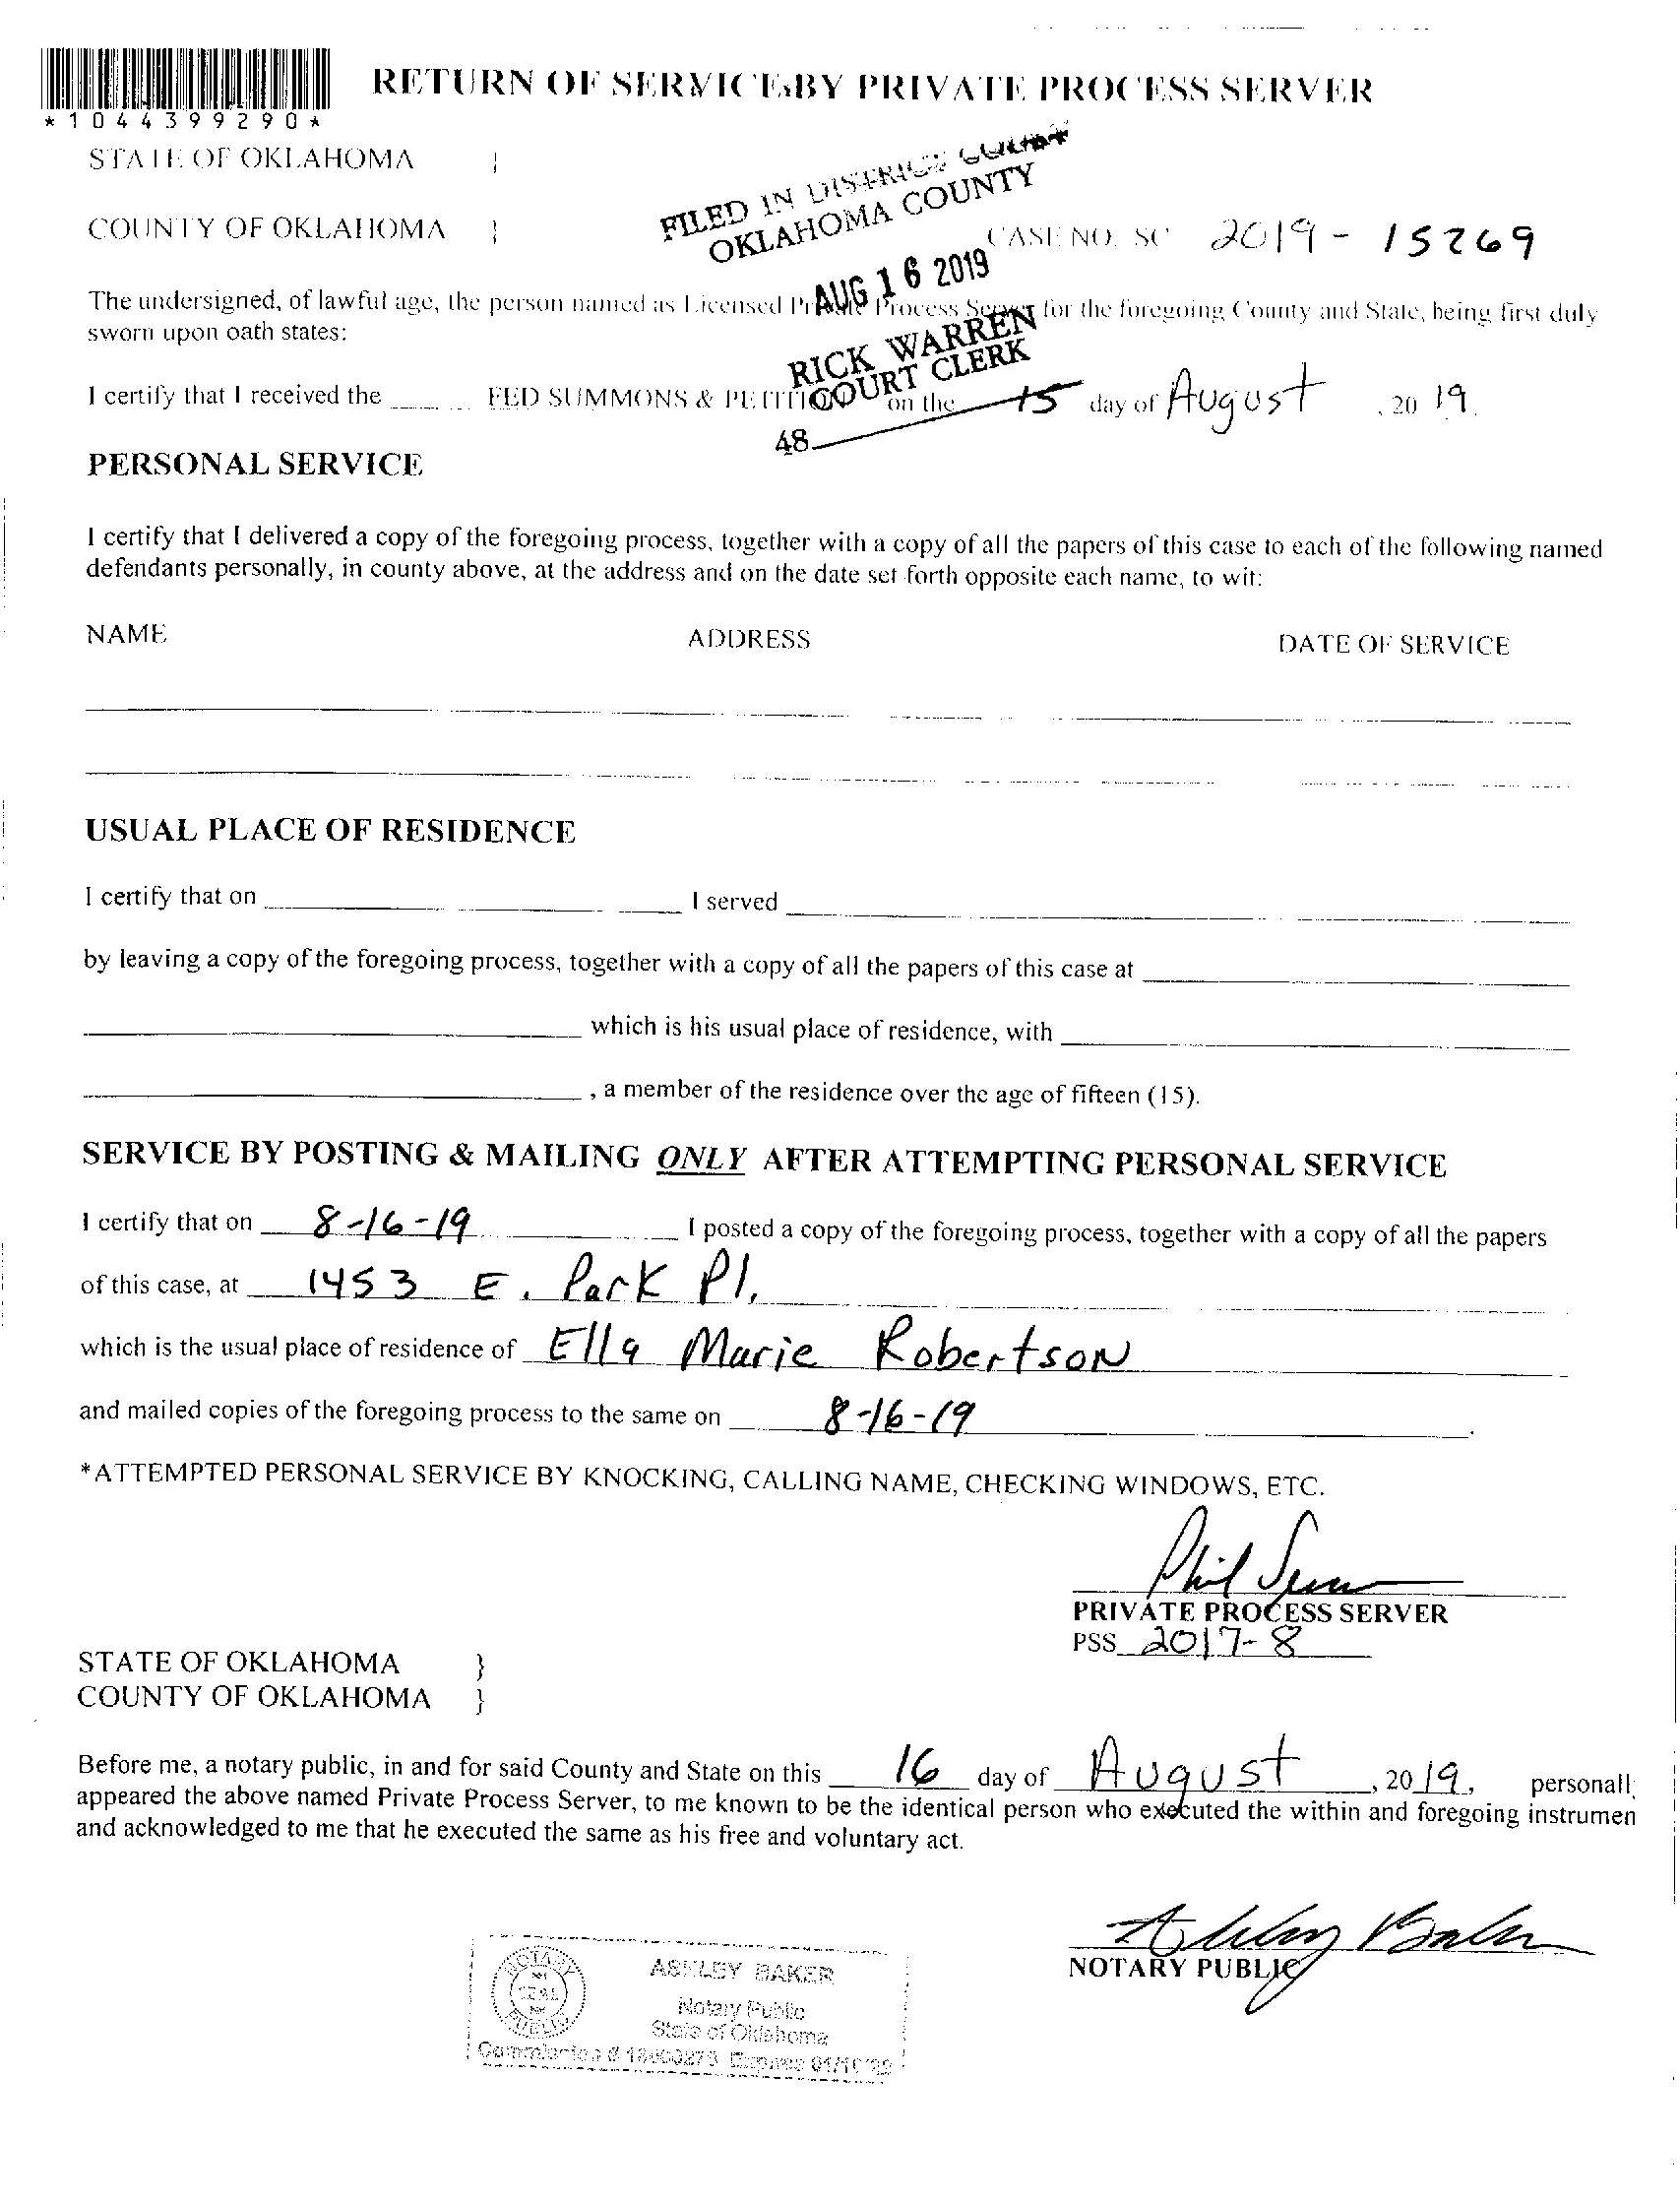 RETURN OF SERVICE BY PRIVATE PROCESS SERVER
*1044399290*
STATE OF OKLAHOMA }
FILED IN DISTRICT COURT
OKLAHOMA COUNTY
COUNTY OF OKLAHOMA }
CASE NO. SC 2019 - 15269
AUG 16 2019
The undersigned, of lawful age, the person named as Licensed Private Process Server for the foregoing County and State, being first duly
sworn upon oath states:
RICK WARREN
COURT CLERK
I certify that I received the FED SUMMONS & PETITION on the 15 day of August, 20 19.
48
PERSONAL SERVICE
I certify that I delivered a copy of the foregoing process, together with a copy of all the papers of this case to each of the following named
defendants personally, in county above, at the address and on the date set forth opposite each name, to wit:
NAME ADDRESS DATE OF SERVICE
USUAL PLACE OF RESIDENCE
I certify that on I served
by leaving a copy of the foregoing process, together with a copy of all the papers of this case at
which is his usual place of residence, with
, a member of the residence over the age of fifteen (15).
SERVICE BY POSTING & MAILING ONLY AFTER ATTEMPTING PERSONAL SERVICE
I certify that on 8-16-19 I posted a copy of the foregoing process, together with a copy of all the papers
of this case, at 1453 E. Park Pl.
which is the usual place of residence of Ella Marie Robertson
and mailed copies of the foregoing process to the same on 8-16-19.
*ATTEMPTED PERSONAL SERVICE BY KNOCKING, CALLING NAME, CHECKING WINDOWS, ETC.
Phil
PRIVATE PROCESS SERVER
PSS 2017-8
STATE OF OKLAHOMA }
COUNTY OF OKLAHOMA }
Before me, a notary public, in and for said County and State on this 16 day of August, 20 19, personall
appeared the above named Private Process Server, to me known to be the identical person who executed the within and foregoing instrumen
and acknowledged to me that he executed the same as his free and voluntary act.
Ashley Baker
NOTARY PUBLIC
NOTARY
PUBLIC
ASHLEY BAKER
Notary Public
State of Oklahoma
Commission # Expires